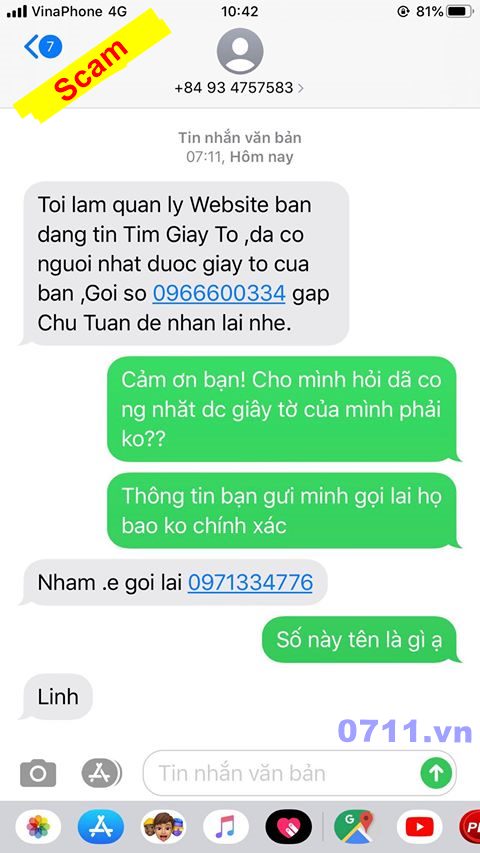 VinaPhone 4G 10:42 81%
7
Scam
+84 93 4757583
Tin nhắn văn bản
07:11, Hôm nay
Toi lam quan ly Website ban
dang tin Tim Giay To ,da co
nguoi nhat duoc giay to cua
ban ,Goi so 0966600334 gap
Chu Tuan de nhan lai nhe.
Cảm ơn bạn! Cho mình hỏi dã co
ng nhăt dc giây tờ của mình phải
ko??
Thông tin bạn gưi minh gọi lai họ
bao ko chính xác
Nham .e goi lai 0971334776
Số này tên là gì ạ
Linh
0711.vn
Tin nhắn văn bản